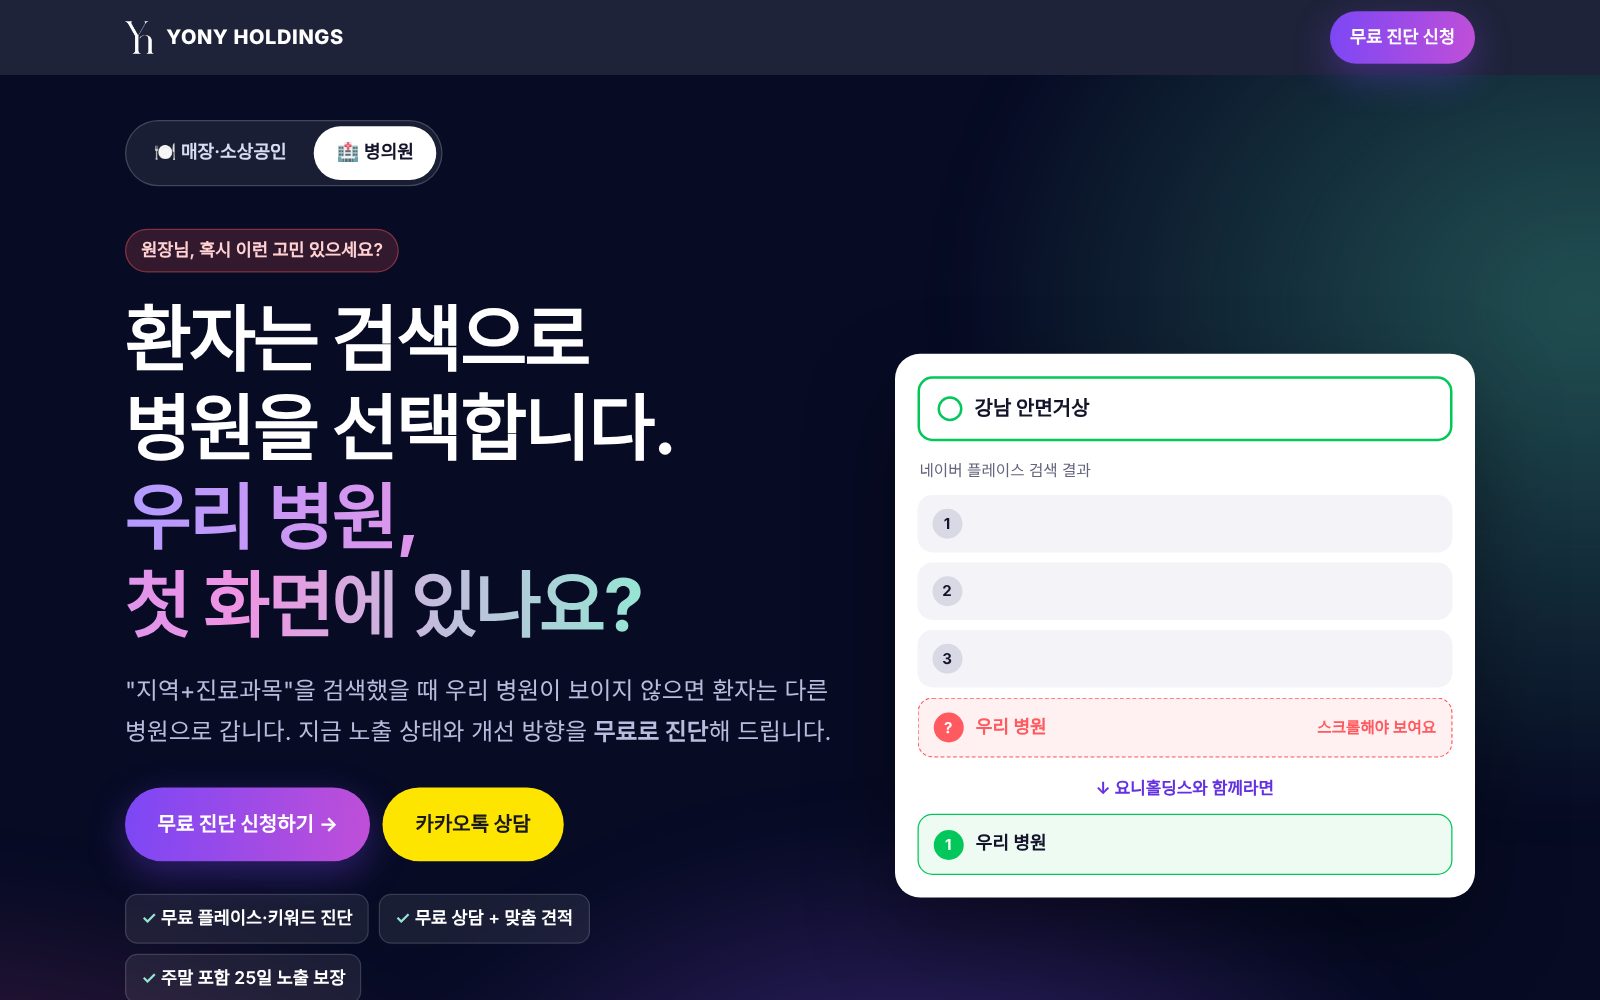 Yn YONY HOLDINGS
무료 진단 신청
🍽️ 매장·소상공인
🏥 병의원
원장님, 혹시 이런 고민 있으세요?
환자는 검색으로
병원을 선택합니다.
우리 병원,
첫 화면에 있나요?
"지역+진료과목"을 검색했을 때 우리 병원이 보이지 않으면 환자는 다른
병원으로 갑니다. 지금 노출 상태와 개선 방향을 무료로 진단해 드립니다.
무료 진단 신청하기 →
카카오톡 상담
✓ 무료 플레이스·키워드 진단
✓ 무료 상담 + 맞춤 견적
✓ 주말 포함 25일 노출 보장
강남 안면거상
네이버 플레이스 검색 결과
1
2
3
? 우리 병원 스크롤해야 보여요
↓ 요니홀딩스와 함께라면
1 우리 병원